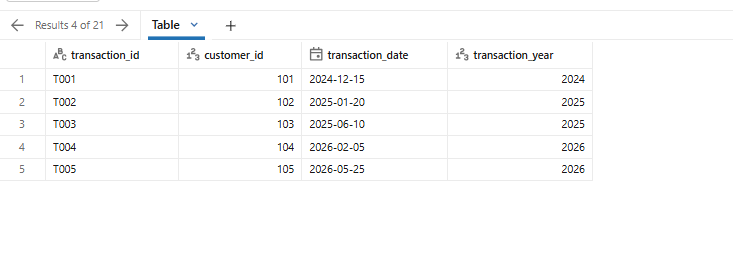 Results 4 of 21 Table
transaction_id customer_id transaction_date transaction_year
1 T001 101 2024-12-15 2024
2 T002 102 2025-01-20 2025
3 T003 103 2025-06-10 2025
4 T004 104 2026-02-05 2026
5 T005 105 2026-05-25 2026